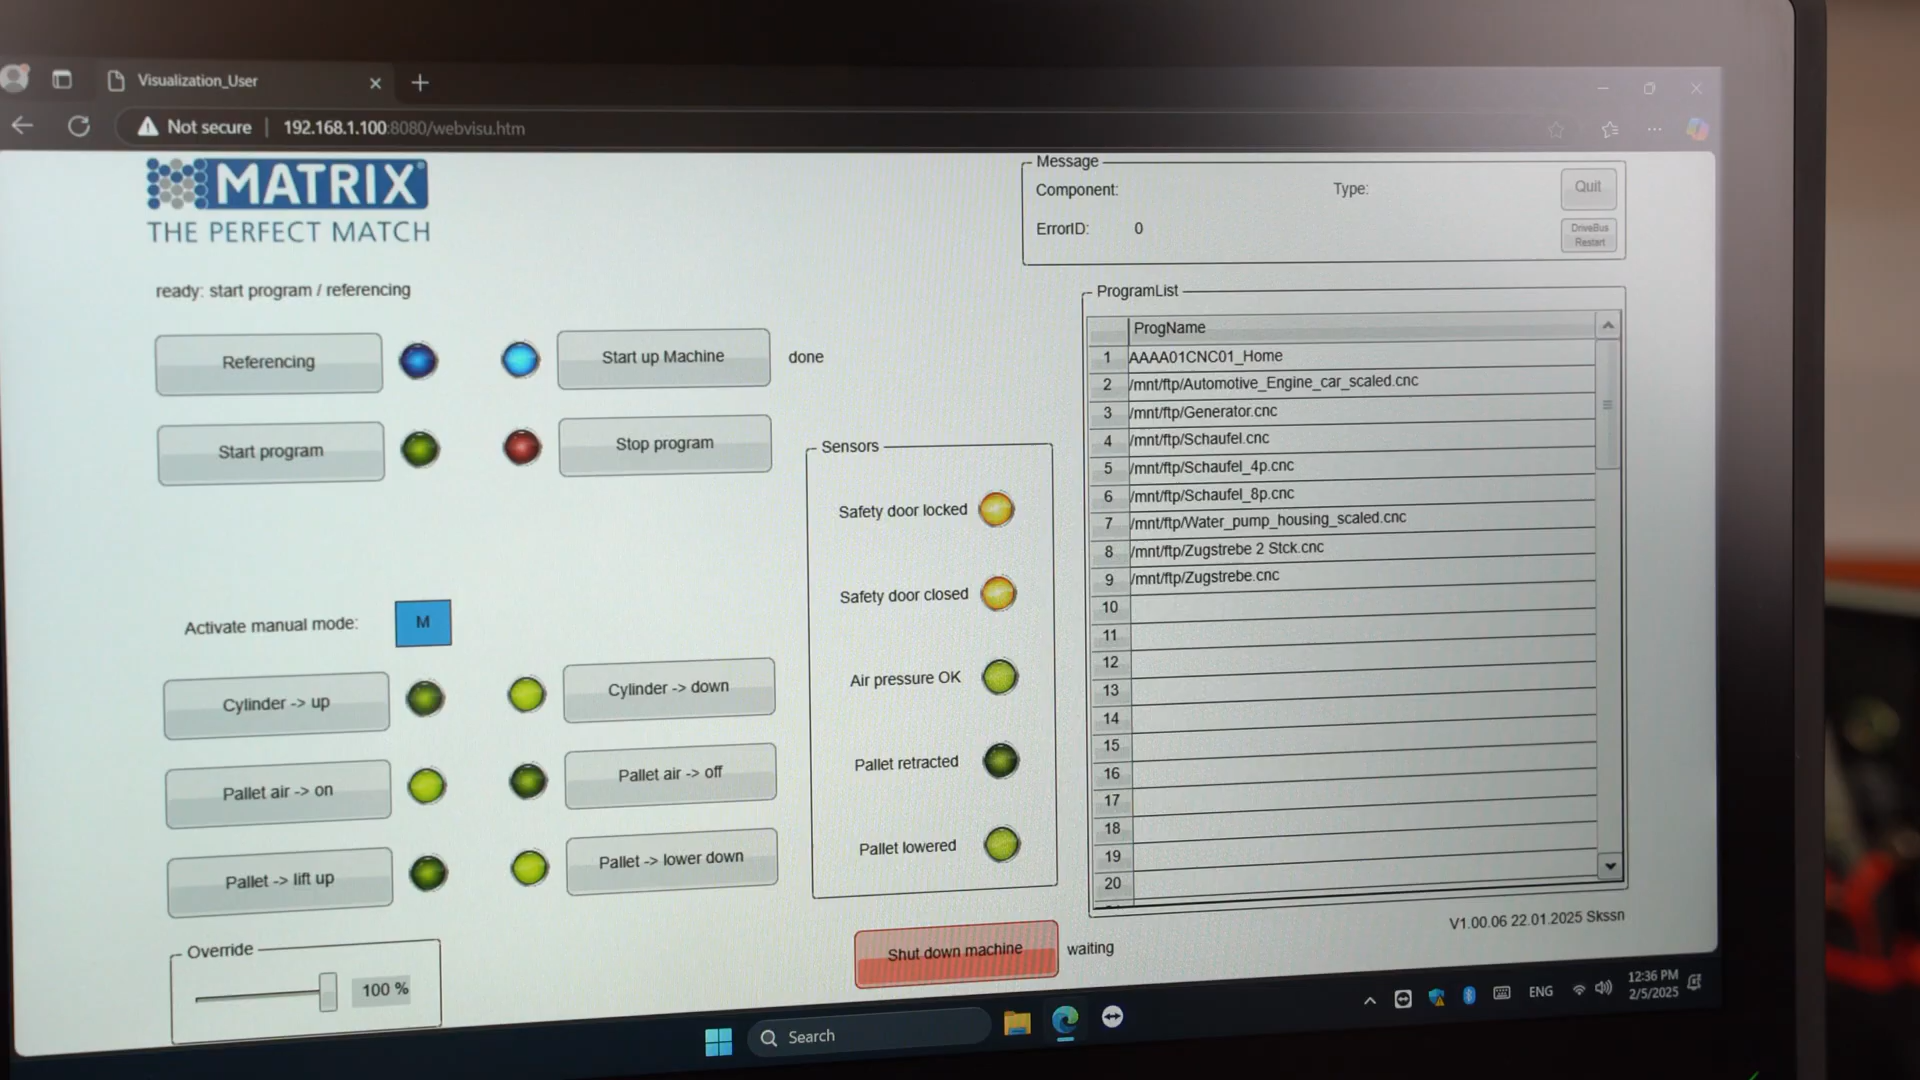 Visualization_User
Not secure 192.168.1.100:8080/webvisu.htm
MATRIX
THE PERFECT MATCH
ready: start program / referencing
Referencing
Start up Machine
done
Start program
Stop program
Activate manual mode:
M
Cylinder -> up
Cylinder -> down
Pallet air -> on
Pallet air -> off
Pallet -> lift up
Pallet -> lower down
Override
100 %
Sensors
Safety door locked
Safety door closed
Air pressure OK
Pallet retracted
Pallet lowered
Shut down machine
waiting
Message
Component:
Type:
Quit
ErrorID: 0
DriveBus
Restart
ProgramList
ProgName
1 AAAA01CNC01_Home
2 /mnt/ftp/Automotive_Engine_car_scaled.cnc
3 /mnt/ftp/Generator.cnc
4 /mnt/ftp/Schaufel.cnc
5 /mnt/ftp/Schaufel_4p.cnc
6 /mnt/ftp/Schaufel_8p.cnc
7 /mnt/ftp/Water_pump_housing_scaled.cnc
8 /mnt/ftp/Zugstrebe 2 Stck.cnc
9 /mnt/ftp/Zugstrebe.cnc
10
11
12
13
14
15
16
17
18
19
20
V1.00.06 22.01.2025 Skssn
Search
ENG
12:36 PM
2/5/2025